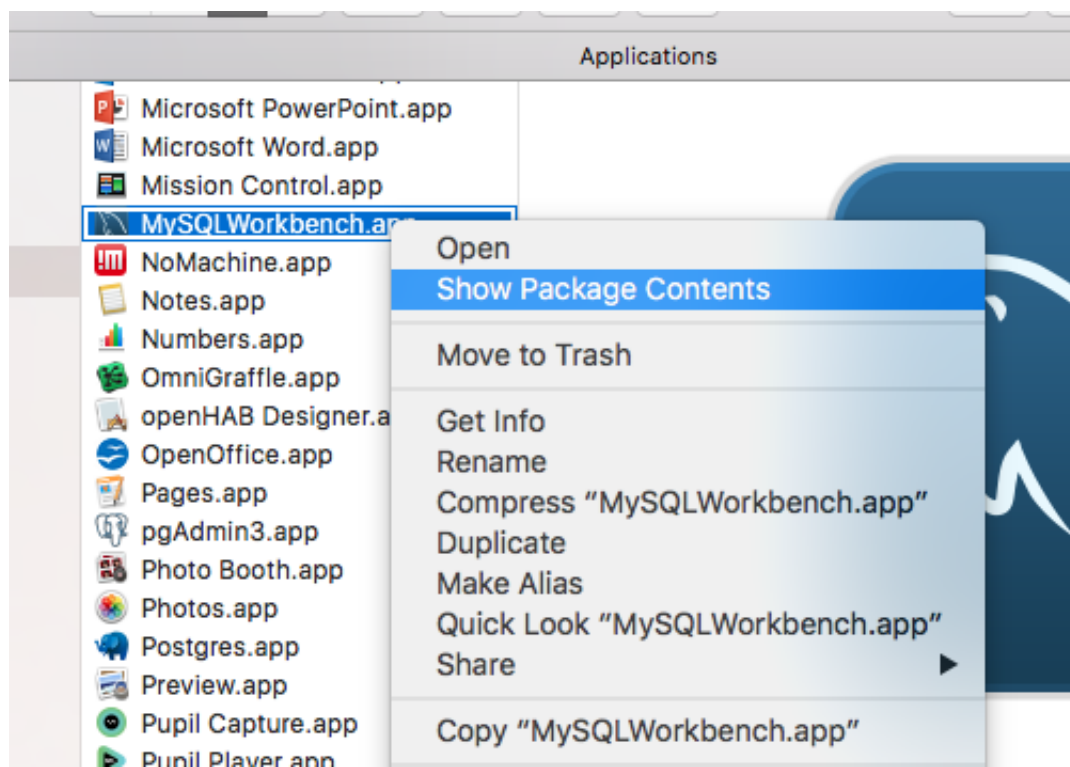 Applications
Microsoft PowerPoint.app
Microsoft Word.app
Mission Control.app
MySQLWorkbench.ap
NoMachine.app
Notes.app
Numbers.app
OmniGraffle.app
openHAB Designer.a
OpenOffice.app
Pages.app
pgAdmin3.app
Photo Booth.app
Photos.app
Postgres.app
Preview.app
Pupil Capture.app
Pupil Player.app
Open
Show Package Contents
Move to Trash
Get Info
Rename
Compress “MySQLWorkbench.app”
Duplicate
Make Alias
Quick Look “MySQLWorkbench.app”
Share
Copy “MySQLWorkbench.app”